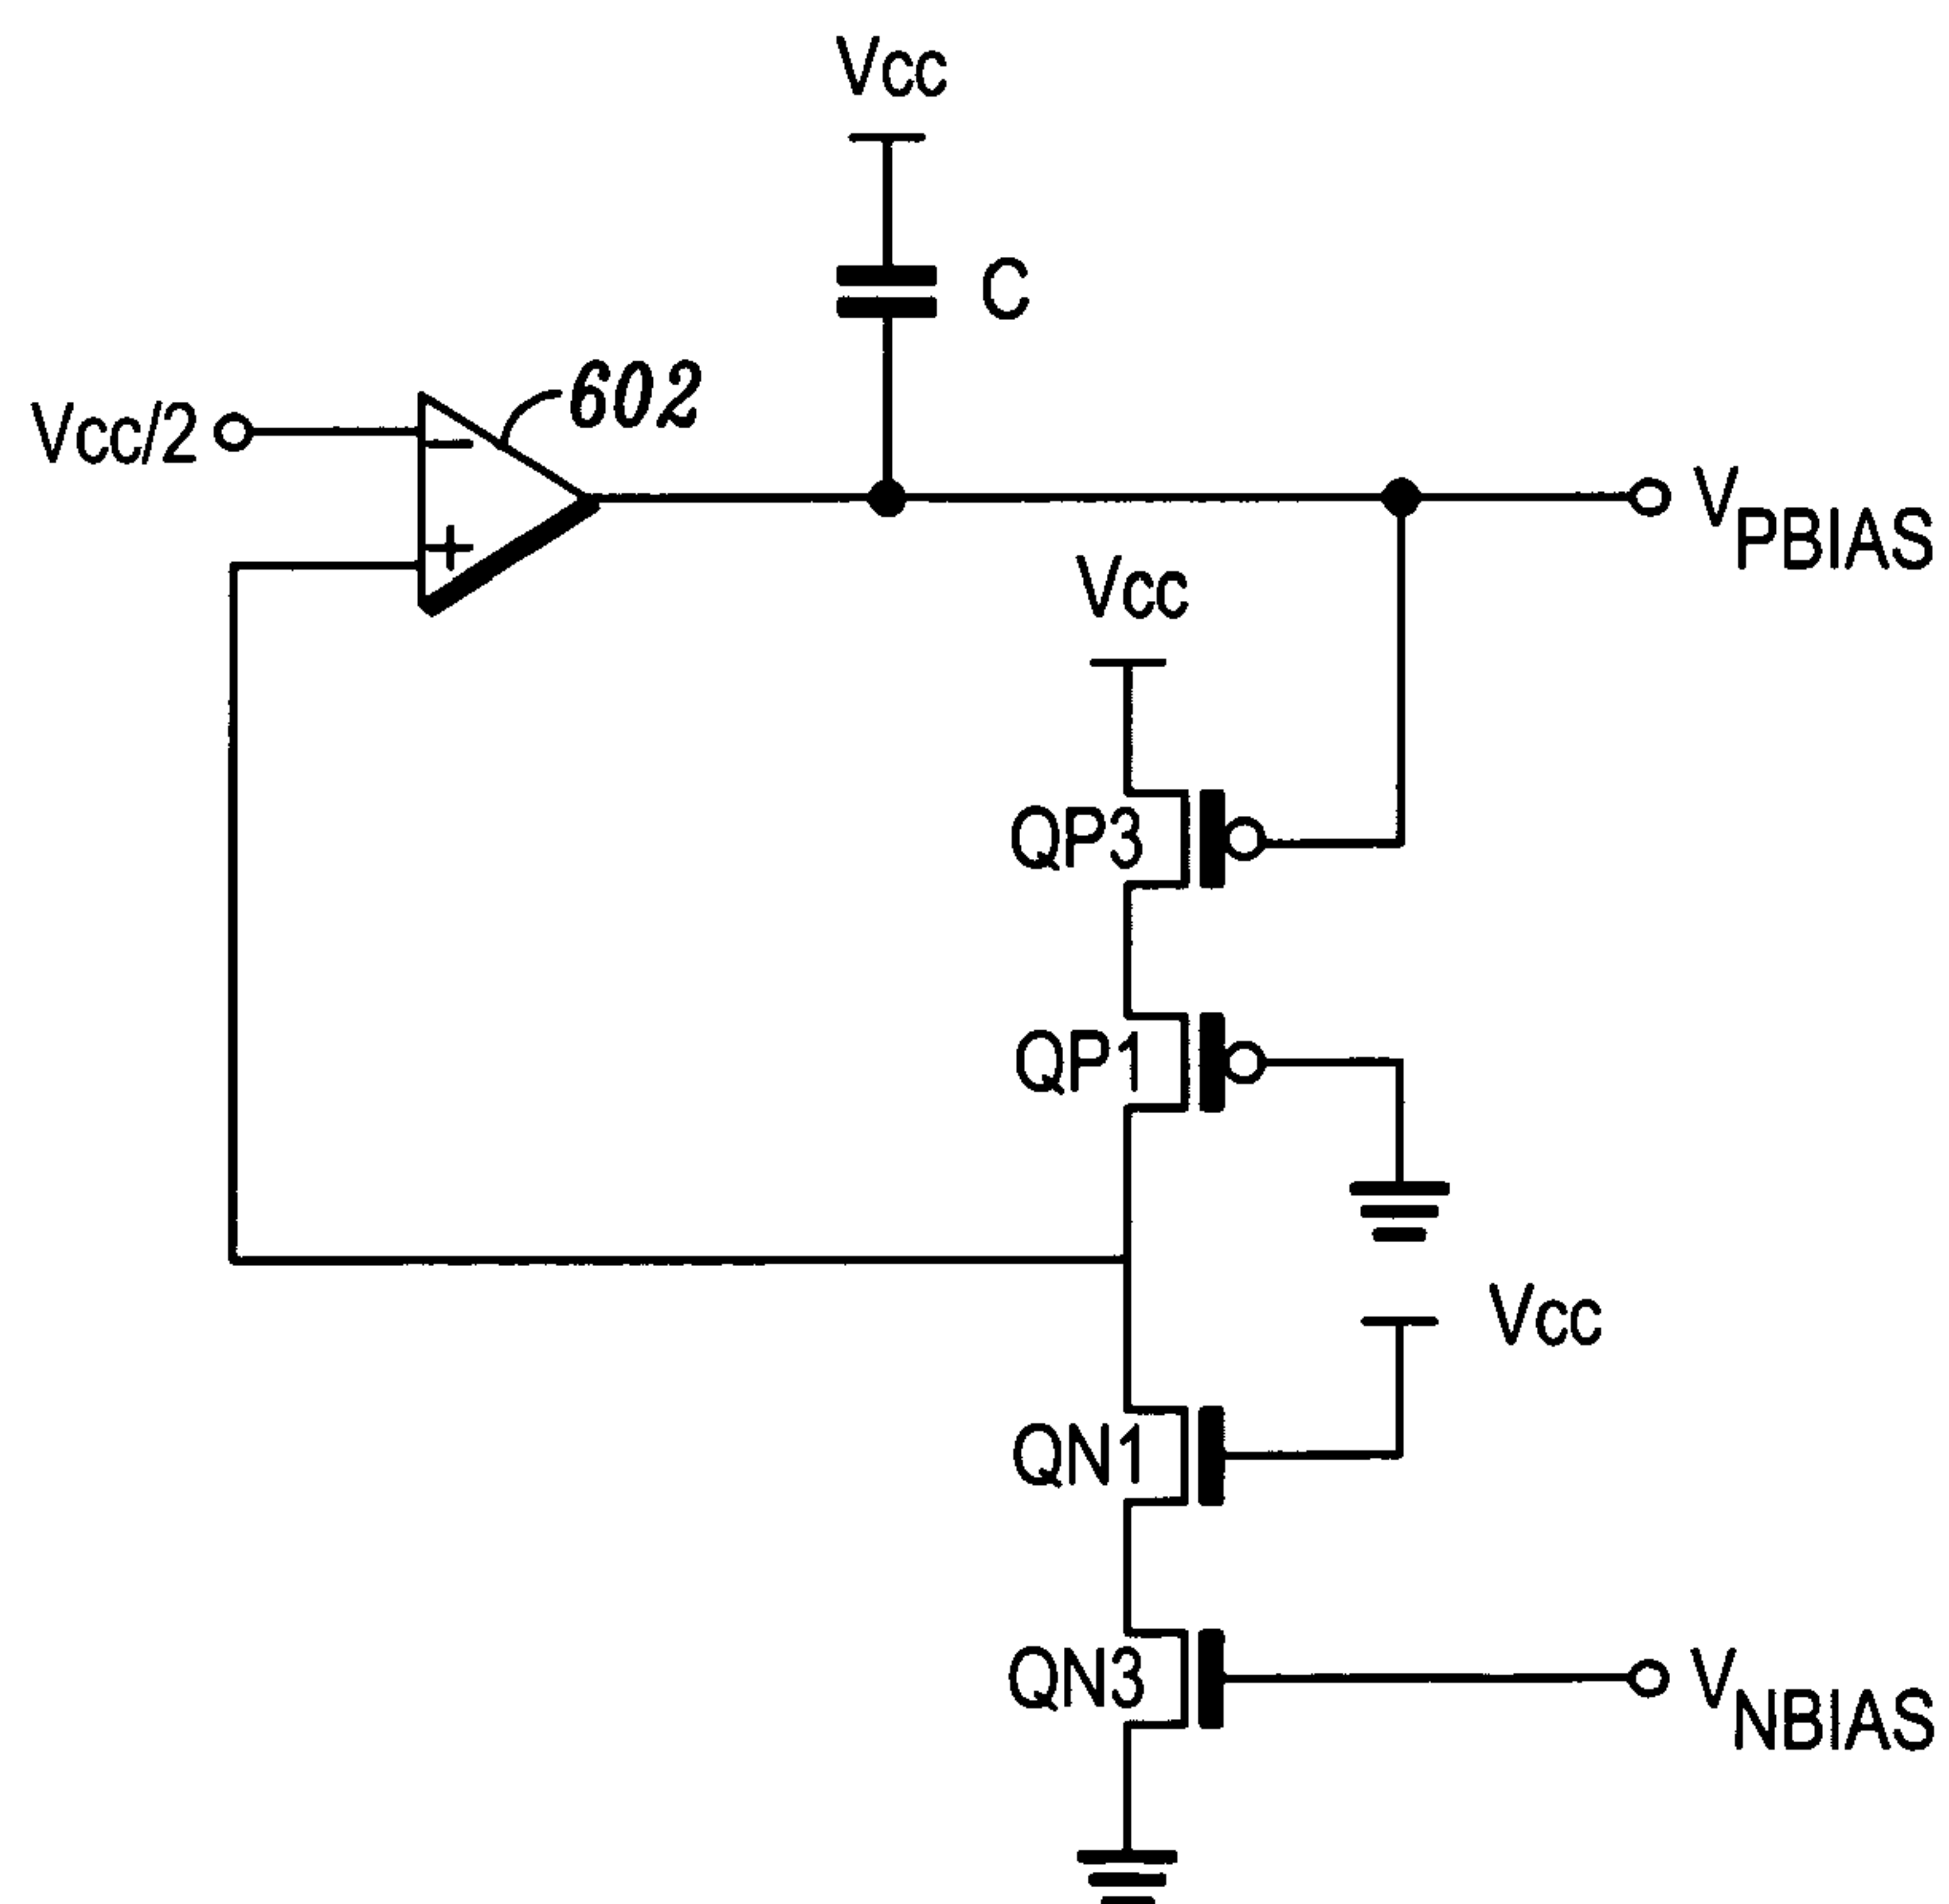 Vcc
C
602
Vcc/2
−
+
VPBIAS
Vcc
QP3
QP1
Vcc
QN1
QN3
VNBIAS